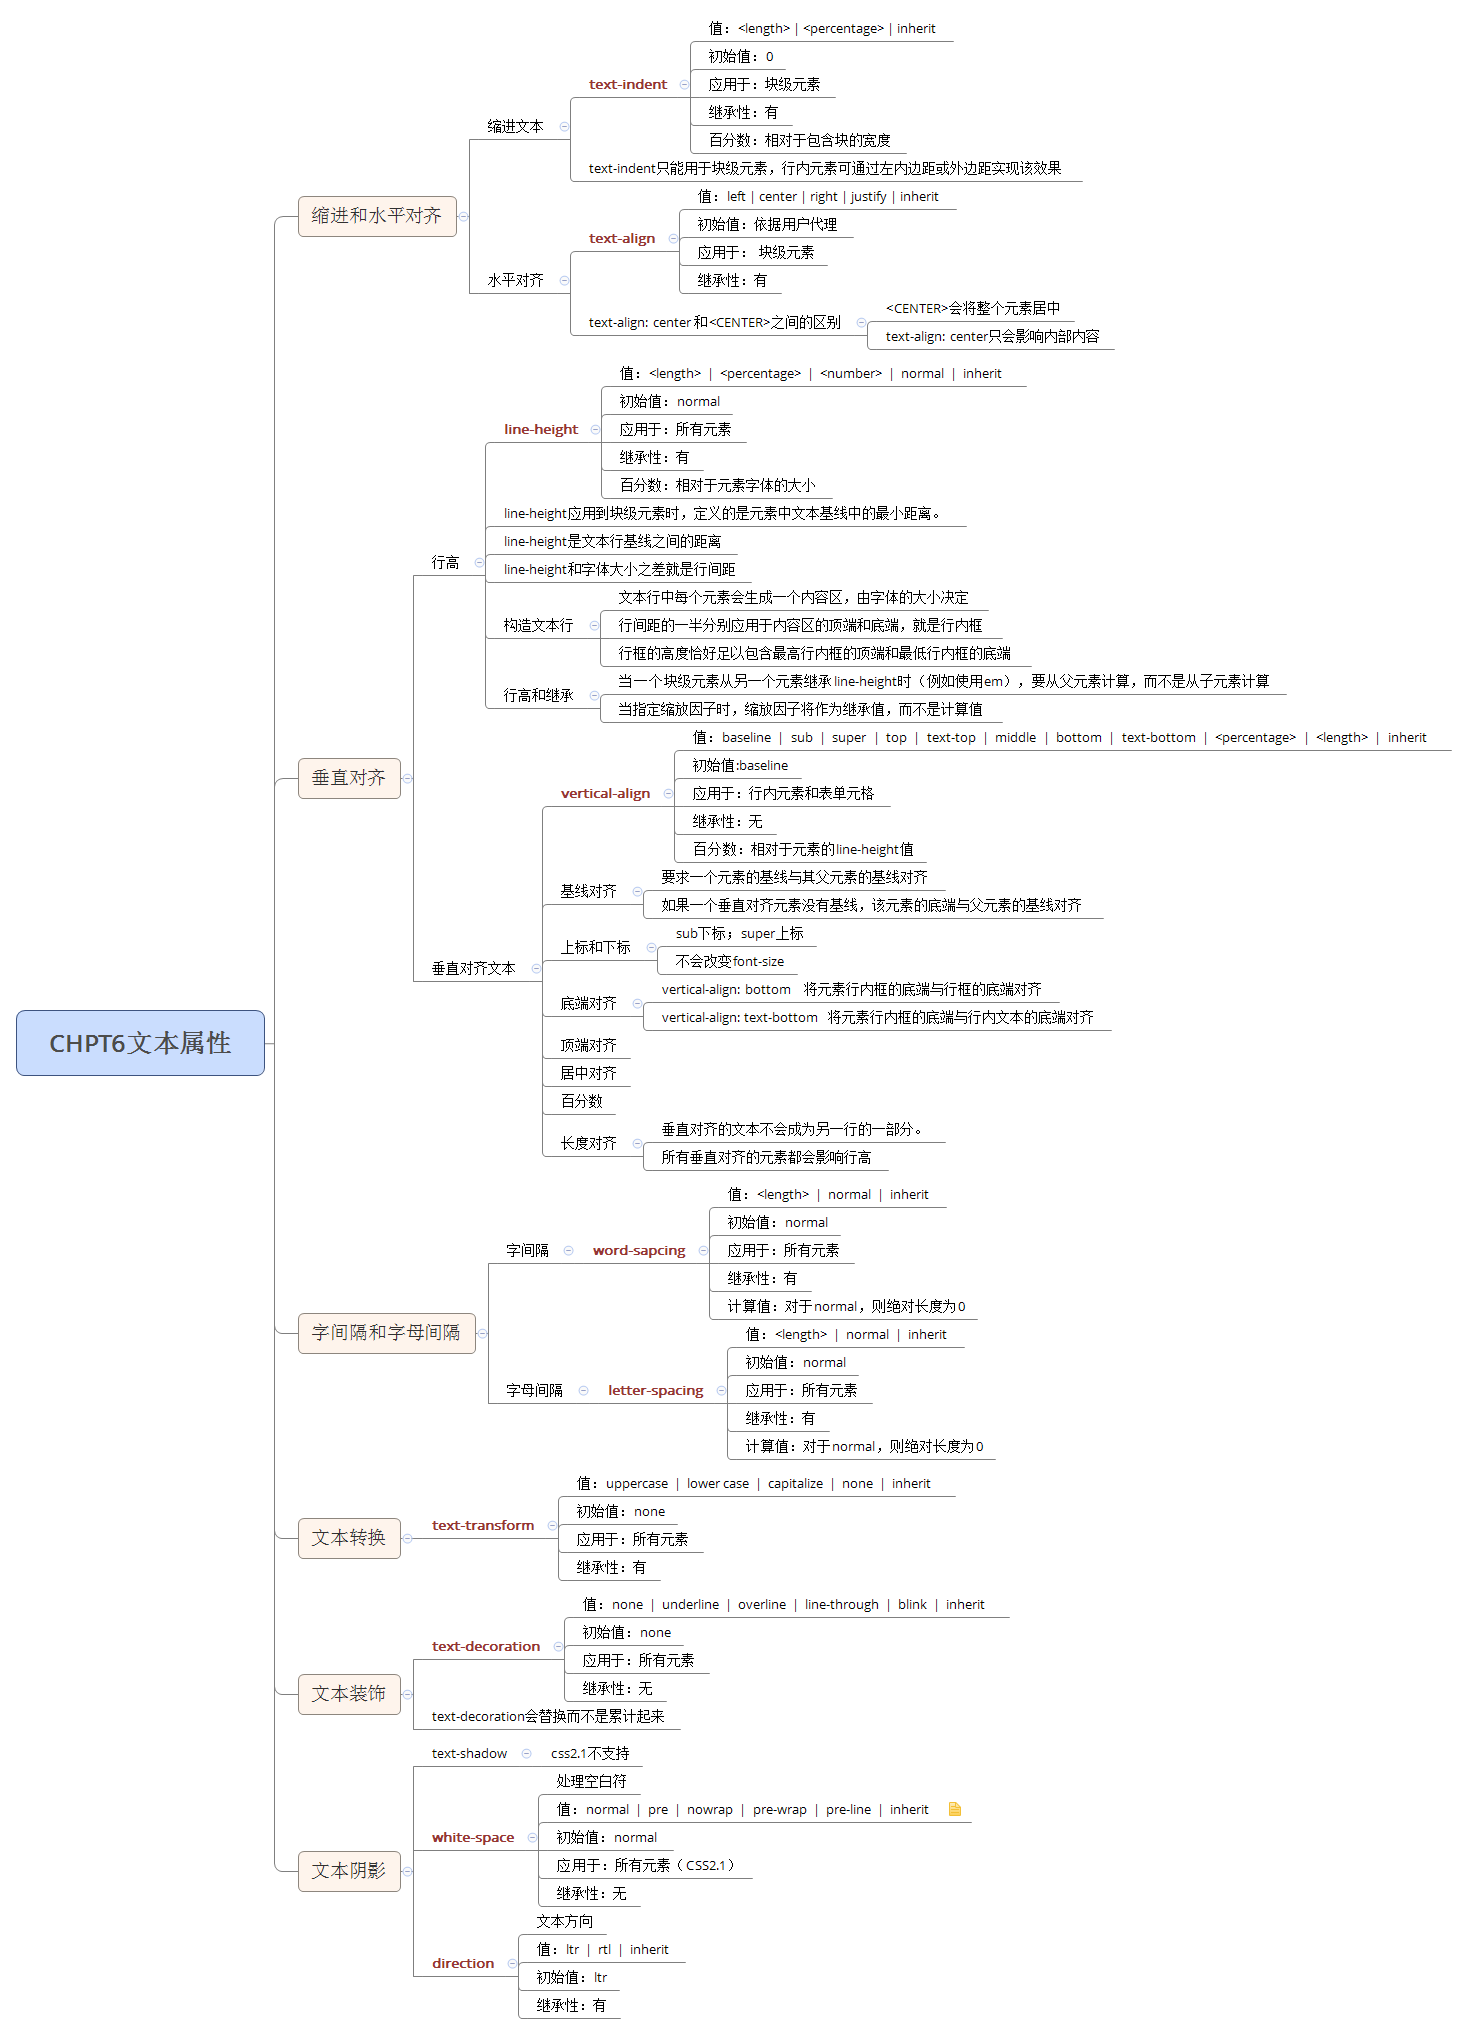 CHPT6文本属性
缩进和水平对齐
缩进文本
text-indent
值：<length> | <percentage> | inherit
初始值：0
应用于：块级元素
继承性：有
百分数：相对于包含块的宽度
text-indent只能用于块级元素，行内元素可通过左内边距或外边距实现该效果
水平对齐
text-align
值：left | center | right | justify | inherit
初始值：依据用户代理
应用于： 块级元素
继承性：有
text-align: center和<CENTER>之间的区别
<CENTER>会将整个元素居中
text-align: center只会影响内部内容
垂直对齐
行高
line-height
值：<length> | <percentage> | <number> | normal | inherit
初始值：normal
应用于：所有元素
继承性：有
百分数：相对于元素字体的大小
line-height应用到块级元素时，定义的是元素中文本基线中的最小距离。
line-height是文本行基线之间的距离
line-height和字体大小之差就是行间距
构造文本行
文本行中每个元素会生成一个内容区，由字体的大小决定
行间距的一半分别应用于内容区的顶端和底端，就是行内框
行框的高度恰好足以包含最高行内框的顶端和最低行内框的底端
行高和继承
当一个块级元素从另一个元素继承line-height时（例如使用em），要从父元素计算，而不是从子元素计算
当指定缩放因子时，缩放因子将作为继承值，而不是计算值
垂直对齐文本
vertical-align
值：baseline | sub | super | top | text-top | middle | bottom | text-bottom | <percentage> | <length> | inherit
初始值:baseline
应用于：行内元素和表单元格
继承性：无
百分数：相对于元素的line-height值
基线对齐
要求一个元素的基线与其父元素的基线对齐
如果一个垂直对齐元素没有基线，该元素的底端与父元素的基线对齐
上标和下标
sub下标；super上标
不会改变font-size
底端对齐
vertical-align: bottom 将元素行内框的底端与行框的底端对齐
vertical-align: text-bottom 将元素行内框的底端与行内文本的底端对齐
顶端对齐
居中对齐
百分数
长度对齐
垂直对齐的文本不会成为另一行的一部分。
所有垂直对齐的元素都会影响行高
字间隔和字母间隔
字间隔
word-sapcing
值：<length> | normal | inherit
初始值：normal
应用于：所有元素
继承性：有
计算值：对于normal，则绝对长度为0
字母间隔
letter-spacing
值：<length> | normal | inherit
初始值：normal
应用于：所有元素
继承性：有
计算值：对于normal，则绝对长度为0
文本转换
text-transform
值：uppercase | lower case | capitalize | none | inherit
初始值：none
应用于：所有元素
继承性：有
文本装饰
text-decoration
值：none | underline | overline | line-through | blink | inherit
初始值：none
应用于：所有元素
继承性：无
text-decoration会替换而不是累计起来
文本阴影
text-shadow
css2.1不支持
white-space
处理空白符
值：normal | pre | nowrap | pre-wrap | pre-line | inherit
初始值：normal
应用于：所有元素（CSS2.1）
继承性：无
direction
文本方向
值：ltr | rtl | inherit
初始值：ltr
继承性：有